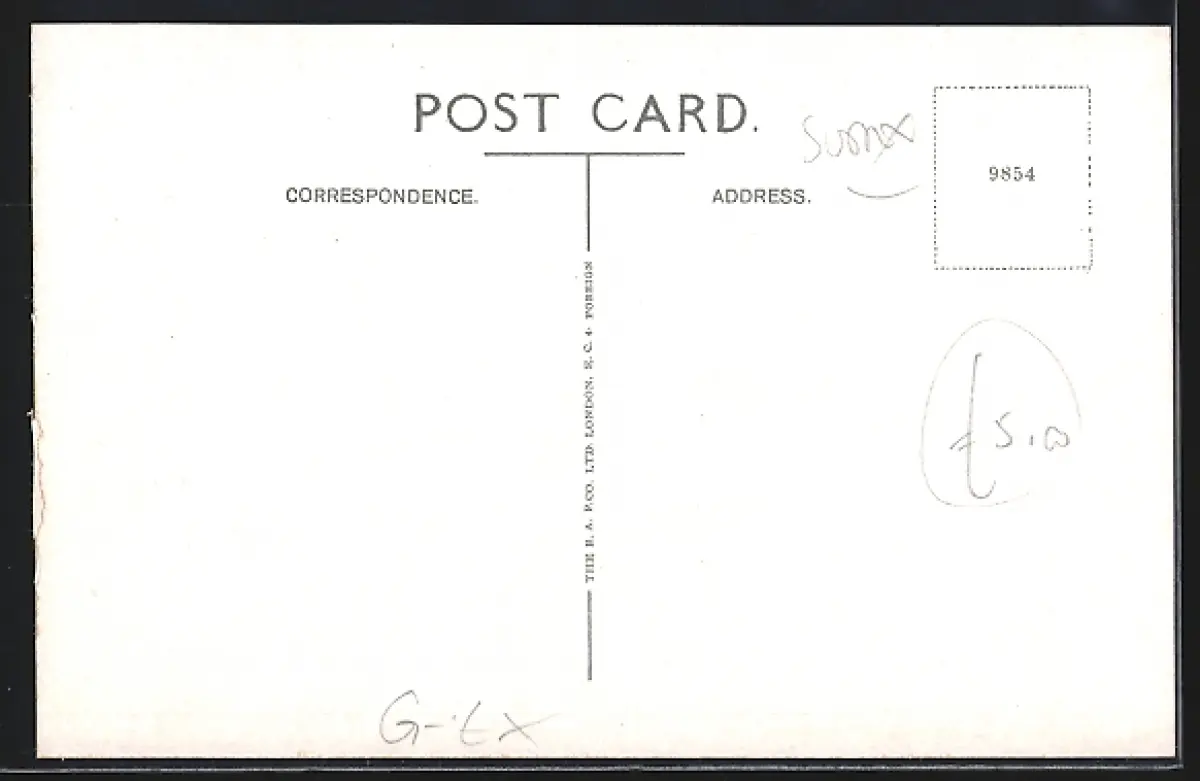 POST CARD.
Sussex
9854
CORRESPONDENCE.
ADDRESS.
THE R. A. P. CO. LTD. LONDON, E. C. 4. FOREIGN
£5.00
G-EX